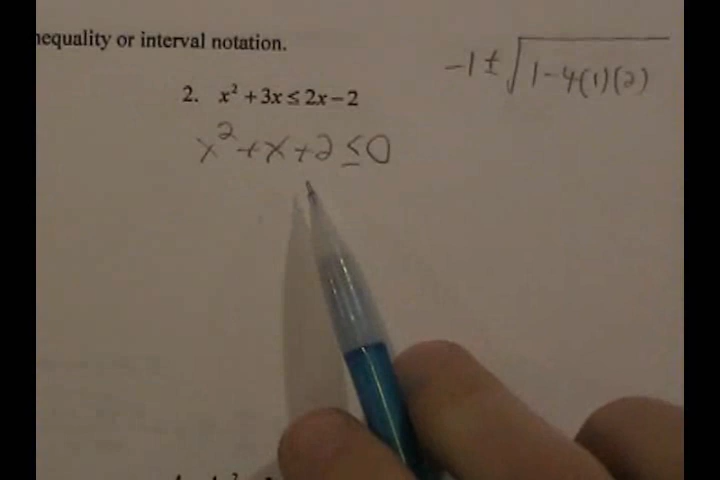 nequality or interval notation.
-1 ± √1-4(1)(2)
2. x² + 3x ≤ 2x - 2
x² + x + 2 ≤ 0